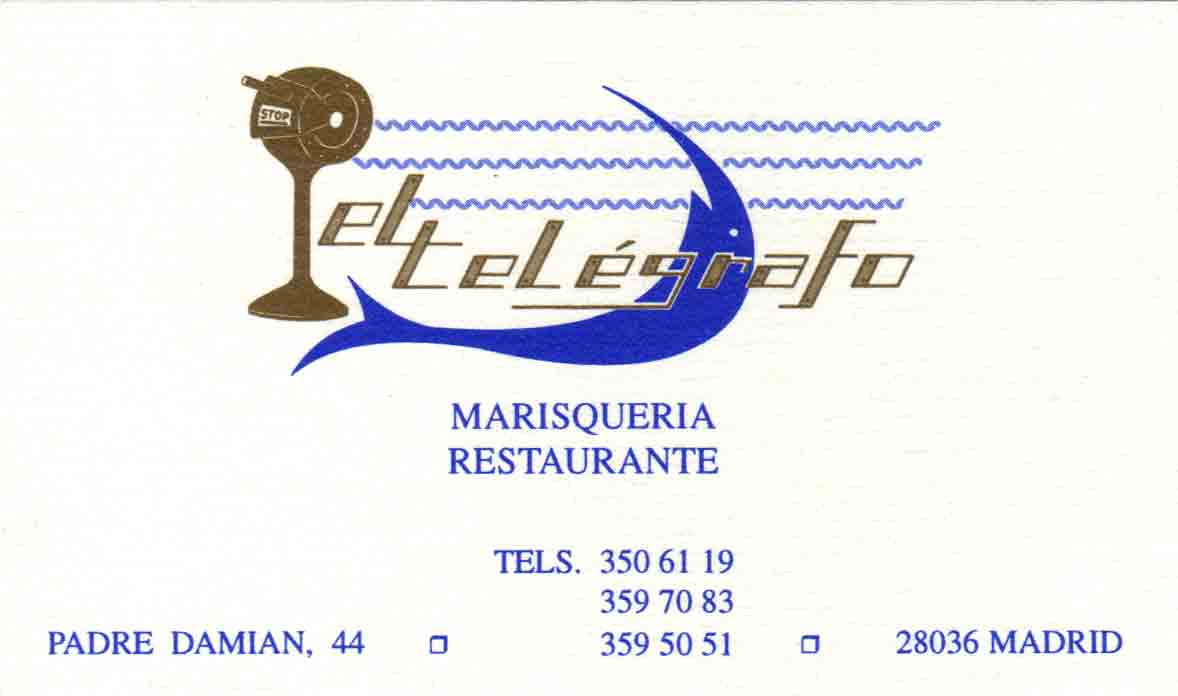 STOP
el telégrafo
MARISQUERIA
RESTAURANTE
TELS. 350 61 19
359 70 83
PADRE DAMIAN, 44 ❒ 359 50 51 ❒ 28036 MADRID